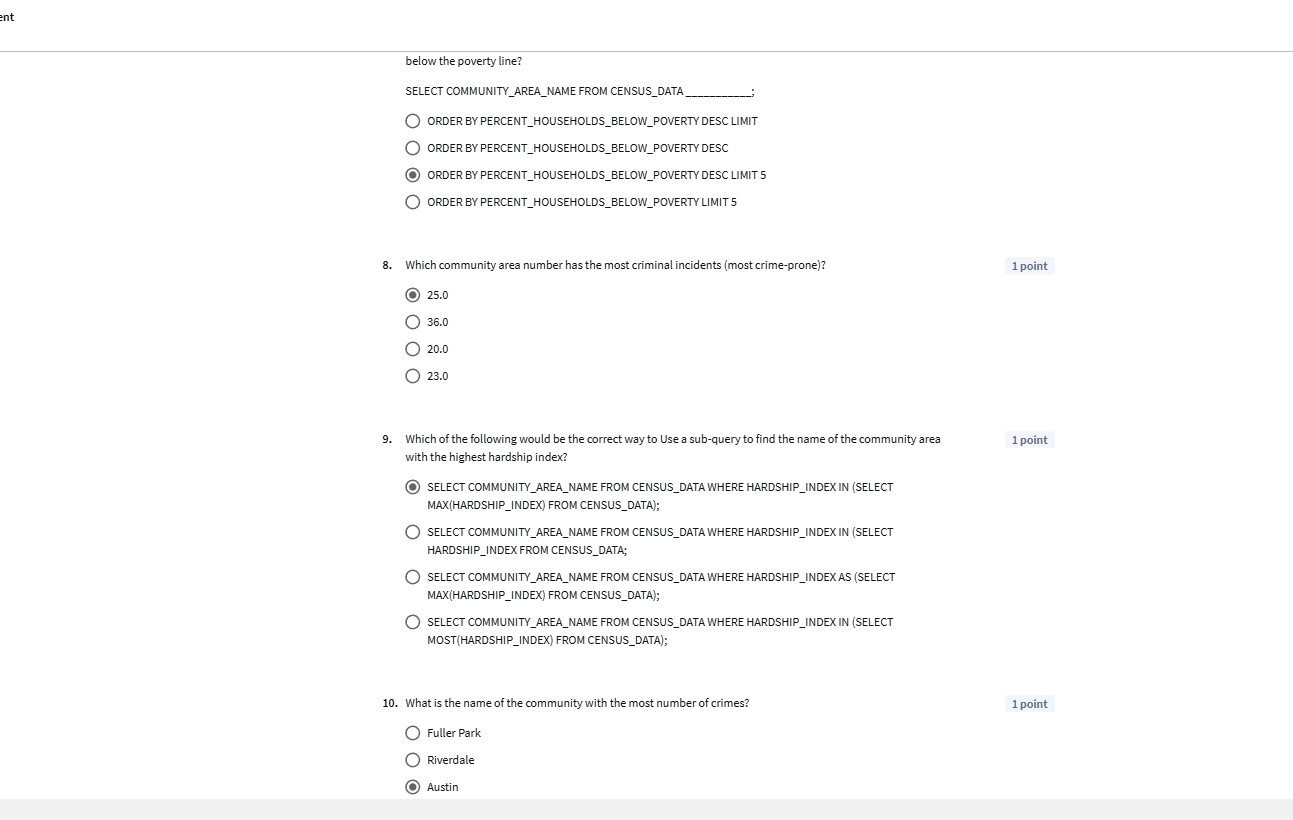 ent
below the poverty line?
SELECT COMMUNITY_AREA_NAME FROM CENSUS_DATA ___________;
ORDER BY PERCENT_HOUSEHOLDS_BELOW_POVERTY DESC LIMIT
ORDER BY PERCENT_HOUSEHOLDS_BELOW_POVERTY DESC
ORDER BY PERCENT_HOUSEHOLDS_BELOW_POVERTY DESC LIMIT 5
ORDER BY PERCENT_HOUSEHOLDS_BELOW_POVERTY LIMIT 5
8. Which community area number has the most criminal incidents (most crime-prone)? 1 point
25.0
36.0
20.0
23.0
9. Which of the following would be the correct way to Use a sub-query to find the name of the community area 1 point
with the highest hardship index?
SELECT COMMUNITY_AREA_NAME FROM CENSUS_DATA WHERE HARDSHIP_INDEX IN (SELECT
MAX(HARDSHIP_INDEX) FROM CENSUS_DATA);
SELECT COMMUNITY_AREA_NAME FROM CENSUS_DATA WHERE HARDSHIP_INDEX IN (SELECT
HARDSHIP_INDEX FROM CENSUS_DATA;
SELECT COMMUNITY_AREA_NAME FROM CENSUS_DATA WHERE HARDSHIP_INDEX AS (SELECT
MAX(HARDSHIP_INDEX) FROM CENSUS_DATA);
SELECT COMMUNITY_AREA_NAME FROM CENSUS_DATA WHERE HARDSHIP_INDEX IN (SELECT
MOST(HARDSHIP_INDEX) FROM CENSUS_DATA);
10. What is the name of the community with the most number of crimes? 1 point
Fuller Park
Riverdale
Austin